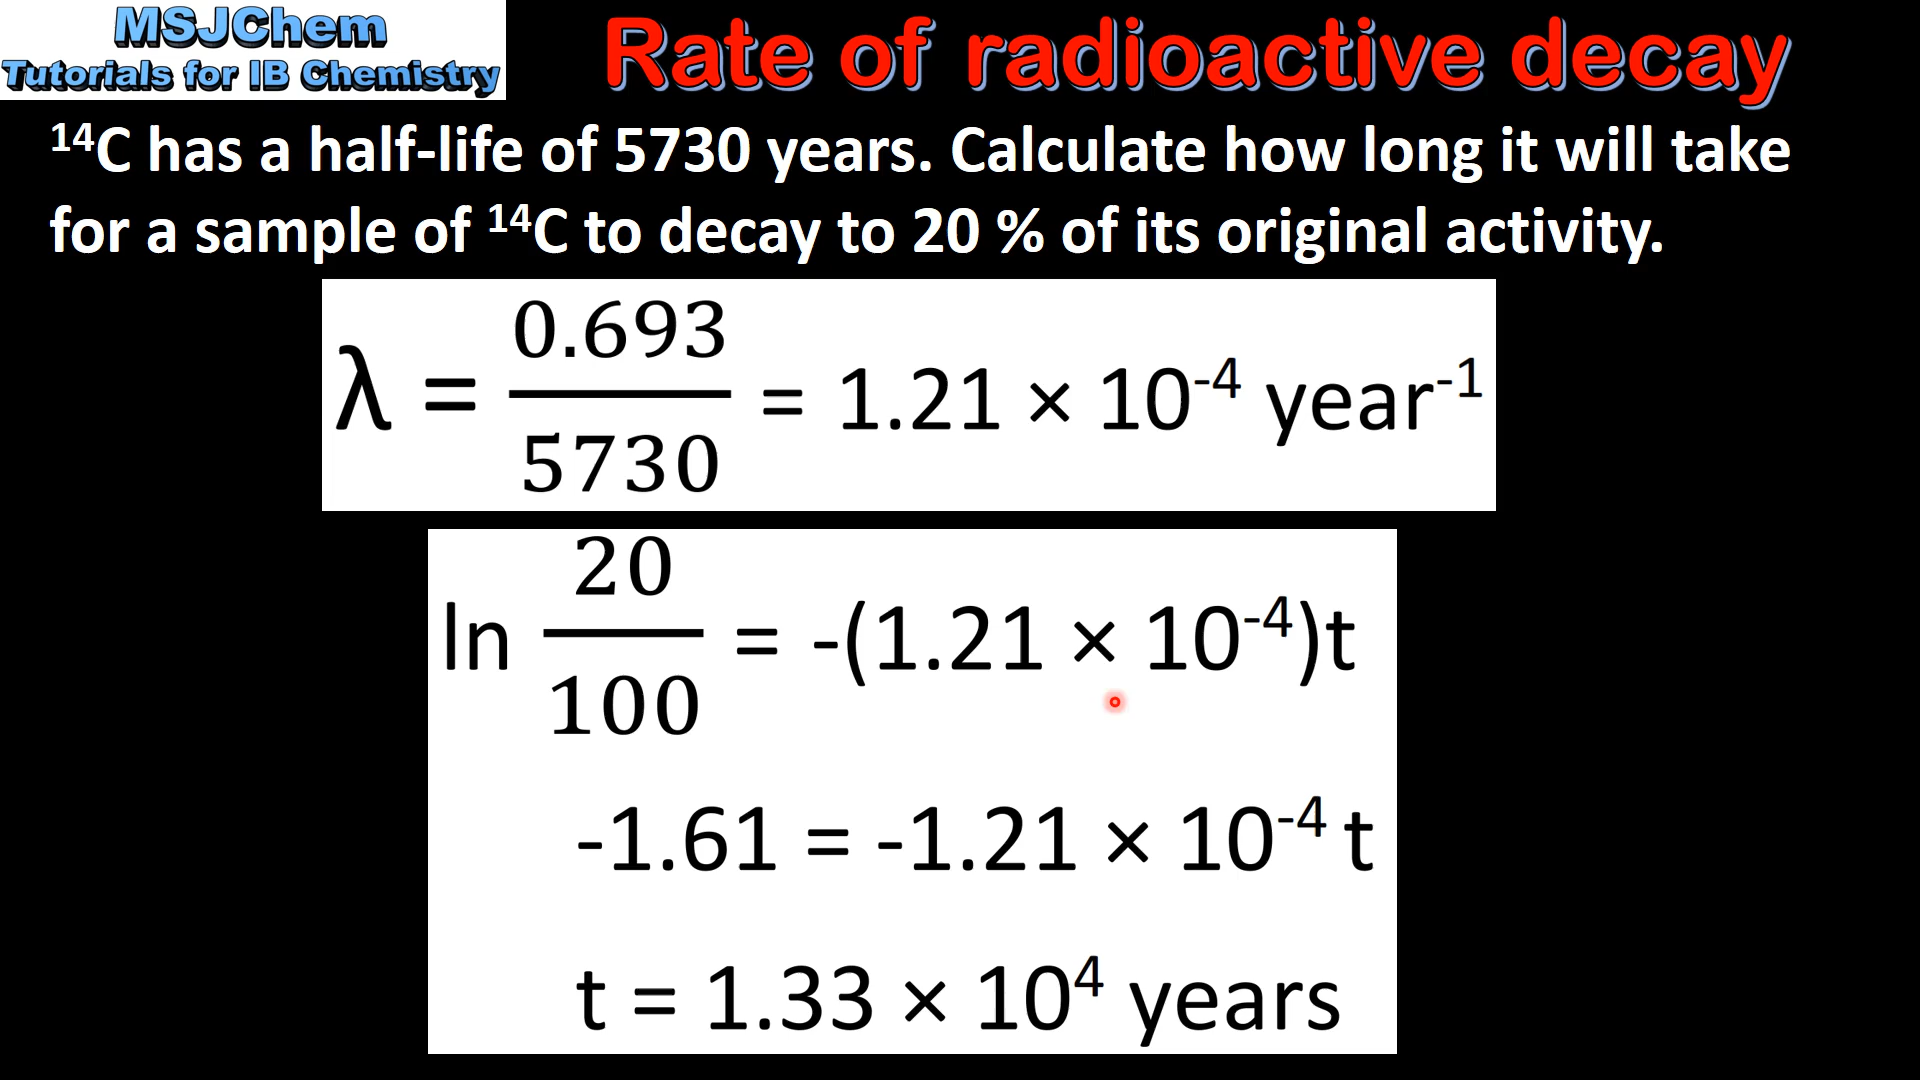 MSJChem
Tutorials for IB Chemistry
Rate of radioactive decay
¹⁴C has a half-life of 5730 years. Calculate how long it will take
for a sample of ¹⁴C to decay to 20 % of its original activity.
λ = 0.693/5730 = 1.21 × 10⁻⁴ year⁻¹
ln 20/100 = -(1.21 × 10⁻⁴)t
-1.61 = -1.21 × 10⁻⁴ t
t = 1.33 × 10⁴ years